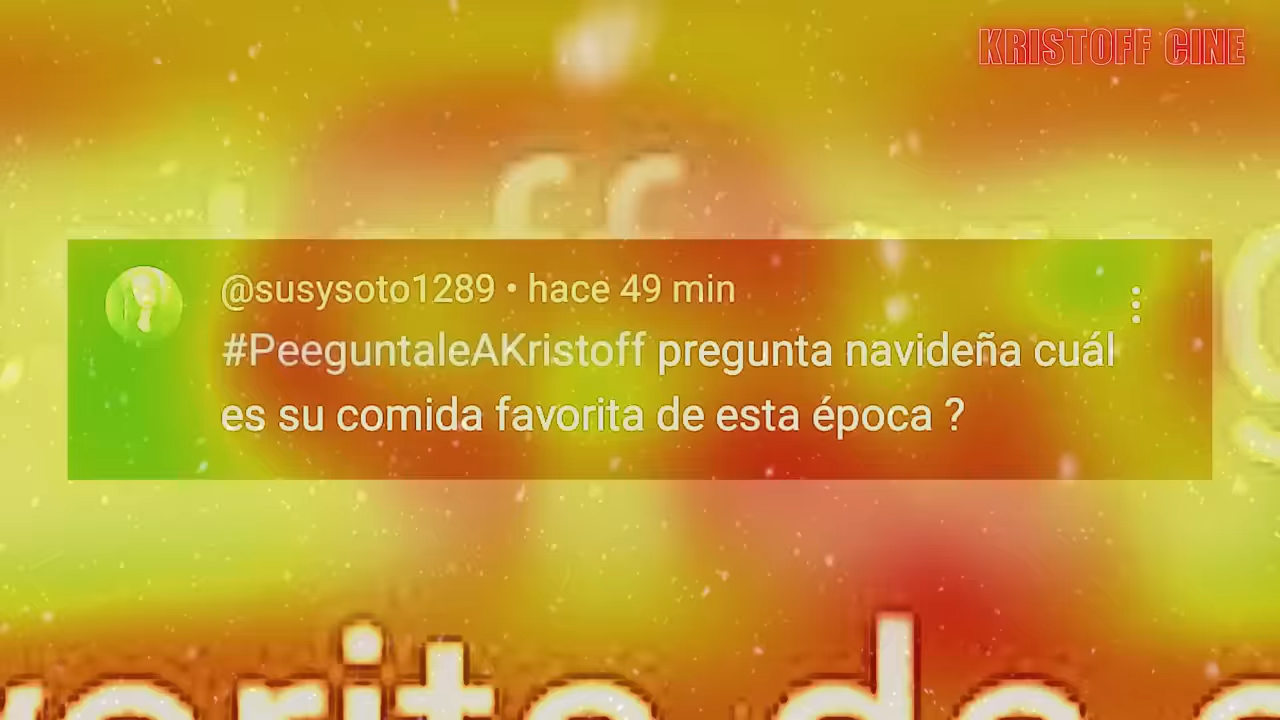 KRISTOFF CINE
@susysoto1289 • hace 49 min
#PeeguntaleAKristoff pregunta navideña cuál
es su comida favorita de esta época ?